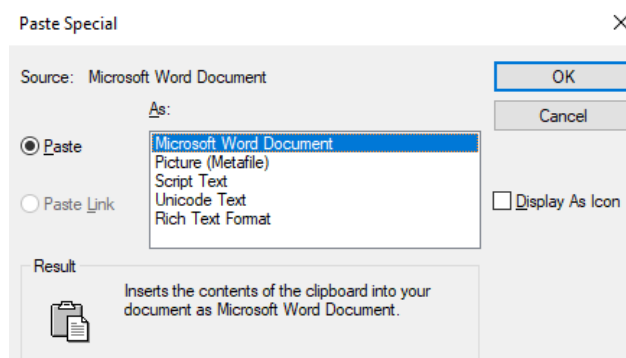 Paste Special
Source: Microsoft Word Document
OK
As:
Cancel
Paste
Microsoft Word Document
Picture (Metafile)
Script Text
Unicode Text
Rich Text Format
Paste Link
Display As Icon
Result
Inserts the contents of the clipboard into your
document as Microsoft Word Document.